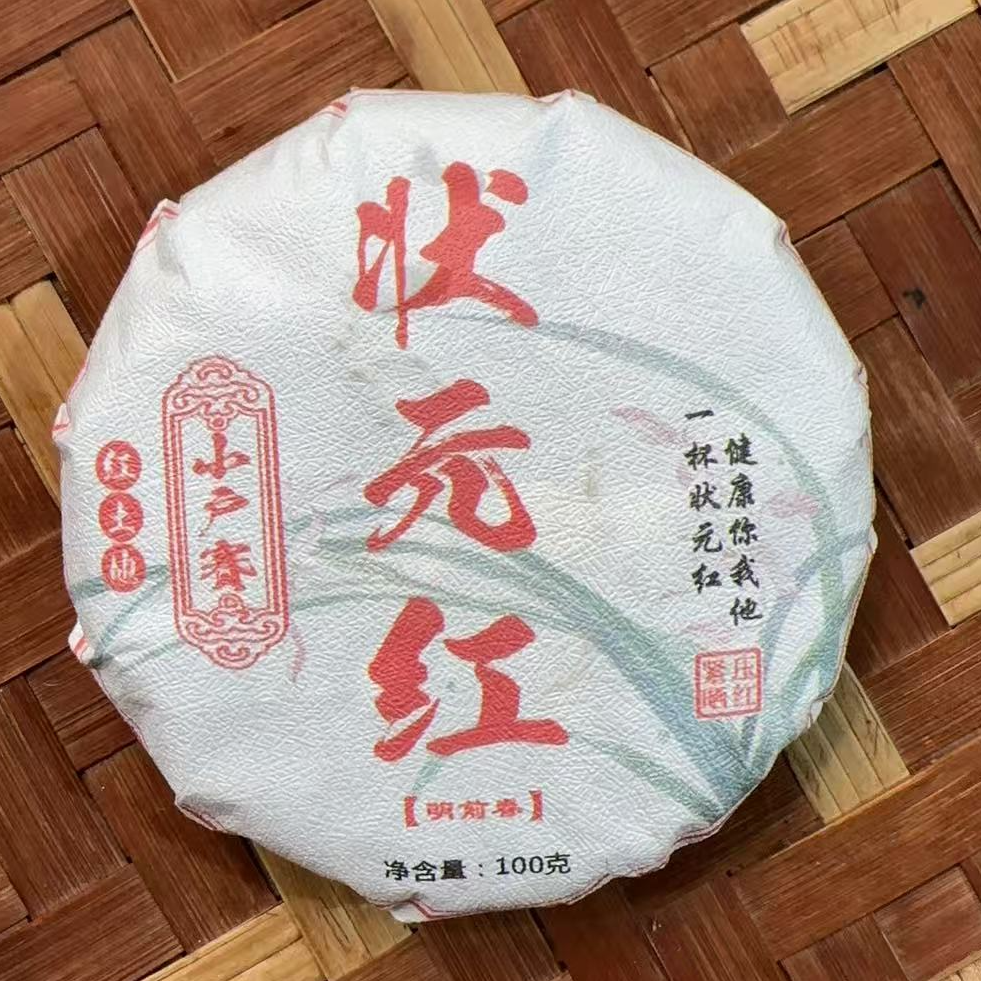 状元红
小户赛
红土地
一杯状元红
健康你我他
紧压
晒红
【明前春】
净含量：100克